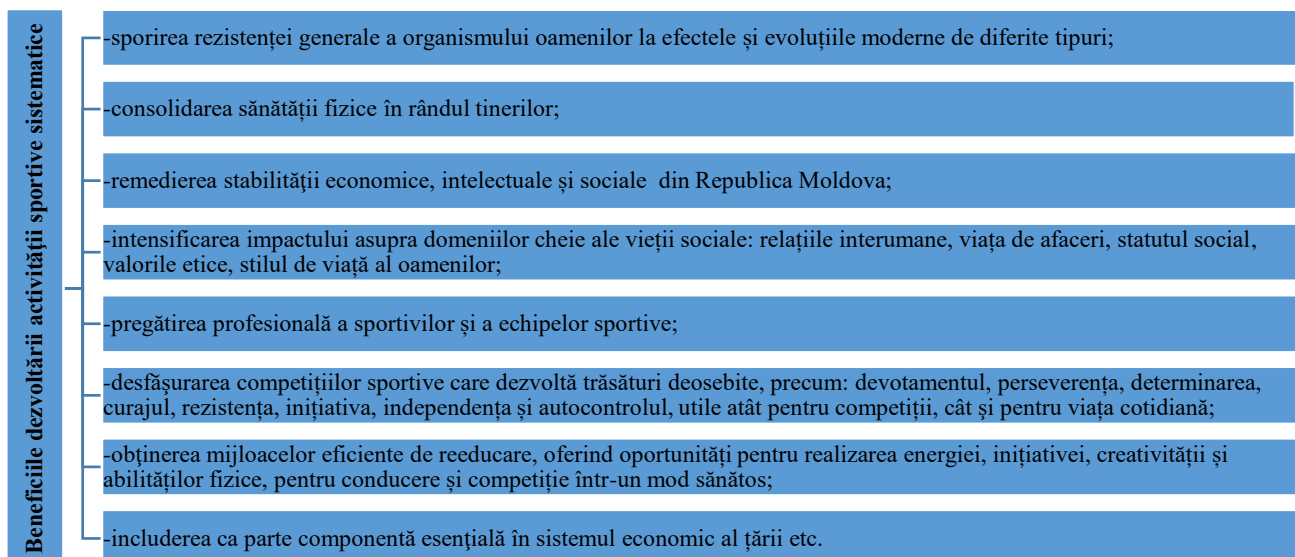 Beneficiile dezvoltării activităţii sportive sistematice
-sporirea rezistenței generale a organismului oamenilor la efectele și evoluțiile moderne de diferite tipuri;
-consolidarea sănătății fizice în rândul tinerilor;
-remedierea stabilităţii economice, intelectuale și sociale din Republica Moldova;
-intensificarea impactului asupra domeniilor cheie ale vieții sociale: relațiile interumane, viața de afaceri, statutul social,
valorile etice, stilul de viață al oamenilor;
-pregătirea profesională a sportivilor și a echipelor sportive;
-desfăşurarea competițiilor sportive care dezvoltă trăsături deosebite, precum: devotamentul, perseverența, determinarea,
curajul, rezistența, inițiativa, independența și autocontrolul, utile atât pentru competiții, cât şi pentru viața cotidiană;
-obţinerea mijloacelor eficiente de reeducare, oferind oportunități pentru realizarea energiei, inițiativei, creativității și
abilităților fizice, pentru conducere și competiție într-un mod sănătos;
-includerea ca parte componentă esenţială în sistemul economic al țării etc.